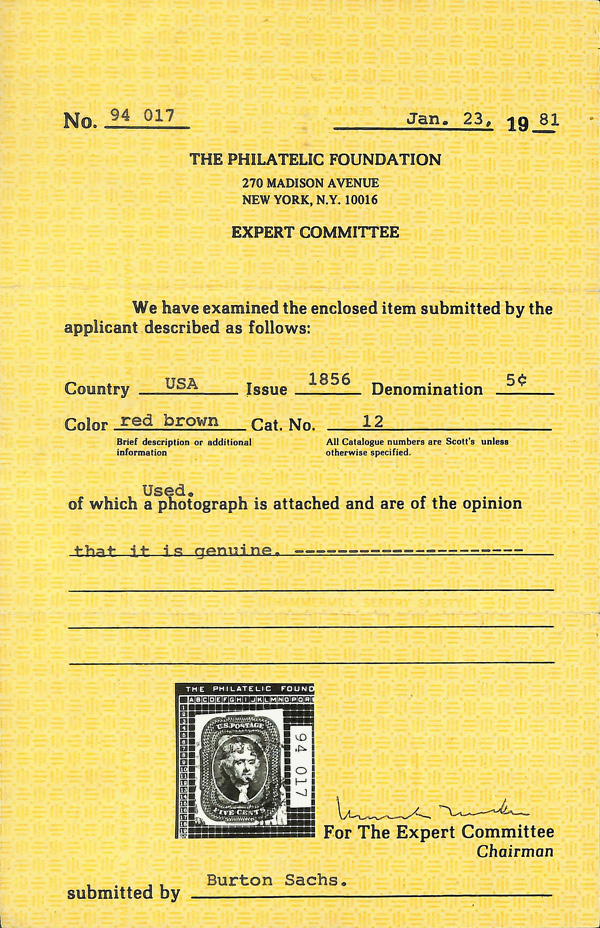 No. 94 017 Jan. 23, 19 81
THE PHILATELIC FOUNDATION
270 MADISON AVENUE
NEW YORK, N.Y. 10016
EXPERT COMMITTEE
We have examined the enclosed item submitted by the
applicant described as follows:
Country USA Issue 1856 Denomination 5¢
Color red brown Cat. No. 12
Brief description or additional information
All Catalogue numbers are Scott's unless otherwise specified.
Used.
of which a photograph is attached and are of the opinion
that it is genuine. ----------------------
THE PHILATELIC FOUND
ABCDEFGHIJKLMNOPQR
U.S. POSTAGE
FIVE CENTS
94 017
For The Expert Committee
Chairman
submitted by Burton Sachs.